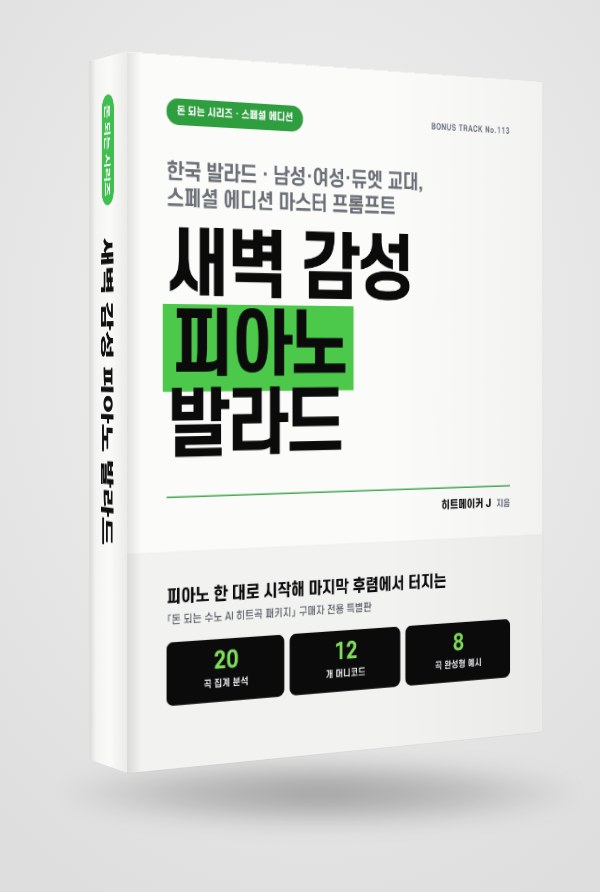 돈 되는 시리즈
새벽 감성 피아노 발라드
돈 되는 시리즈 · 스페셜 에디션
BONUS TRACK No.113
한국 발라드 · 남성·여성·듀엣 교대,
스페셜 에디션 마스터 프롬프트
새벽 감성
피아노
발라드
히트메이커 J 지음
피아노 한 대로 시작해 마지막 후렴에서 터지는
『돈 되는 수노 AI 히트곡 패키지』 구매자 전용 특별판
20
곡 집계 분석
12
개 머니코드
8
곡 완성형 예시